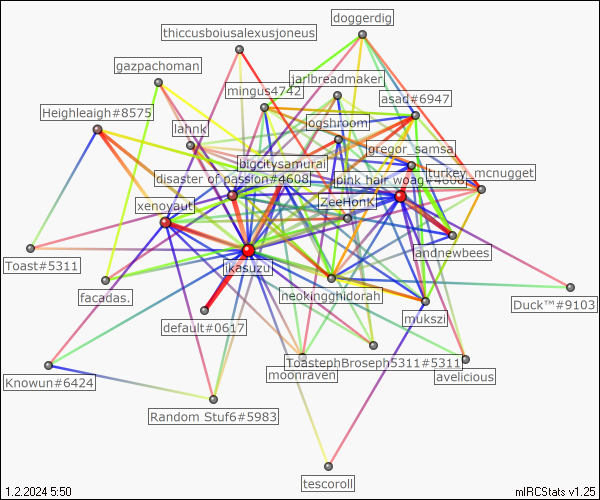 doggerdig
thiccusboiusalexusjoneus
gazpachoman
jarlbreadmaker
mingus4742
asad#6947
Heighleaigh#8575
oqshroom
lahnk
gregor_samsa
bigcitysamurai
turkey_mcnugget
disaster of passion#4608
pink hair woag
ZeeHonk
xenoyaut
andnewbees
Toast#5311
ikasuzu
facadas.
neokingghidorah
Duck™#9103
mukszi
default#0617
ToastephBroseph5311#5311
moonraven
avelicious
Knowun#6424
Random Stuf6#5983
tescoroll
1.2.2024 5:50
mIRCStats v1.25